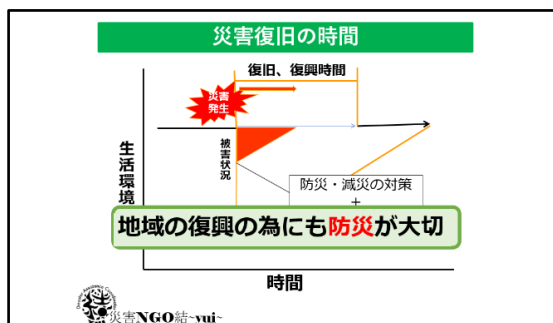 災害復旧の時間
復旧、復興時間
災害
発生
被害状況
生活環境
防災・減災の対策
+
地域の復興の為にも防災が大切
時間
災害NGO結~yui~